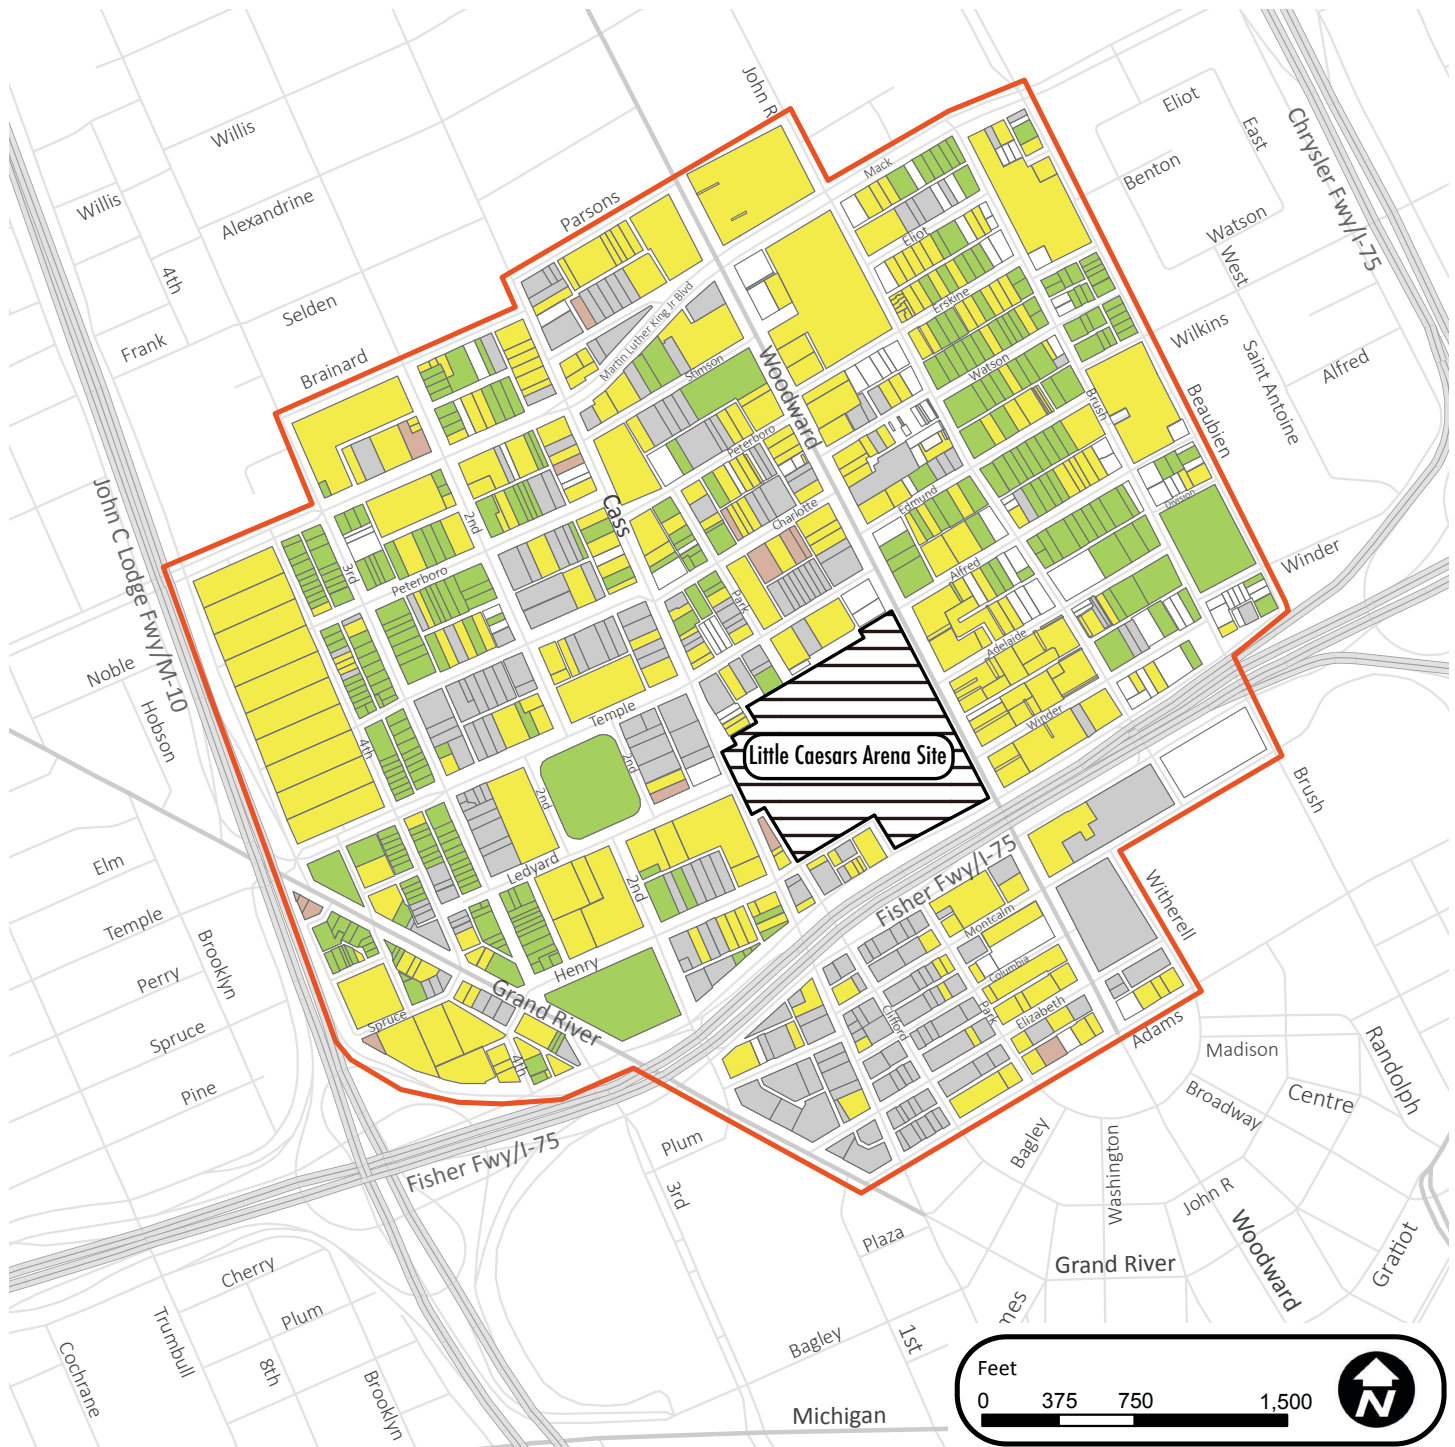 John R
Eliot
East
Chrysler Fwy/I-75
Willis
Benton
Mack
Willis
Alexandrine
Parsons
Watson
West
Eliot
4th
Selden
Erskine
Martin Luther King Jr Blvd
Frank
Wilkins
Brainard
Stimson
Woodward
Watson
Saint Antoine
Alfred
Brush
Beaubien
Peterboro
John C Lodge Fwy/M-10
Cass
2nd
Charlotte
Edmund
Division
3rd
Peterboro
Alfred
Winder
Park
Adelaide
Noble
Hobson
Temple
Winder
4th
2nd
Little Caesars Arena Site
2nd
Brush
Elm
Ledyard
2nd
Fisher Fwy/I-75
Witherell
Temple
Montcalm
Brooklyn
Henry
Columbia
Perry
Grand River
Clifford
Park
Elizabeth
Spruce
Spruce
Adams
4th
Madison
Randolph
Pine
Broadway
Centre
Fisher Fwy/I-75
Plum
Bagley
Washington
3rd
John R
Plaza
Woodward
Gratiot
Cherry
Grand River
mes
Trumbull
Plum
Bagley
1st
Cochrane
8th
Brooklyn
Michigan
Feet
0 375 750 1,500
N